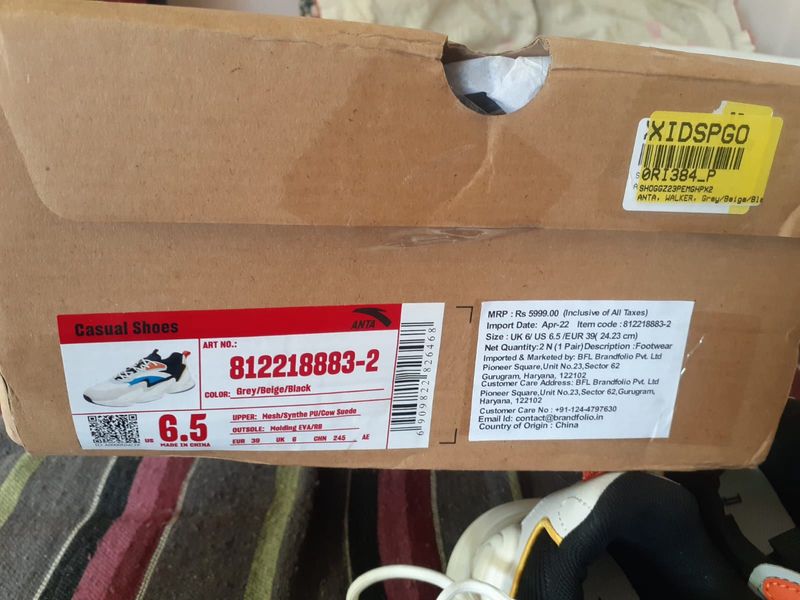 XIDSPGO
0RI384_P
SHOGGZ23PEMGHPX2
ANTA, WALKER, Grey/Beige/Bla
Casual Shoes
ANTA
ART NO.:
812218883-2
COLOR: Grey/Beige/Black
US 6.5
MADE IN CHINA
UPPER: Mesh/Synthe PU/Cow Suede
OUTSOLE: Molding EVA/RB
EUR 39 UK 6 CHN 245 AE
6 909822 826468
MRP : Rs 5999.00 (Inclusive of All Taxes)
Import Date: Apr-22 Item code : 812218883-2
Size : UK 6/ US 6.5 /EUR 39( 24.23 cm)
Net Quantity:2 N (1 Pair)Description : Footwear
Imported & Marketed by: BFL Brandfolio Pvt. Ltd
Pioneer Square,Unit No.23,Sector 62
Gurugram, Haryana, 122102
Customer Care Address: BFL Brandfolio Pvt. Ltd
Pioneer Square,Unit No.23,Sector 62,Gurugram,
Haryana, 122102
Customer Care No : +91-124-4797630
Email Id: contact@brandfolio.in
Country of Origin : China